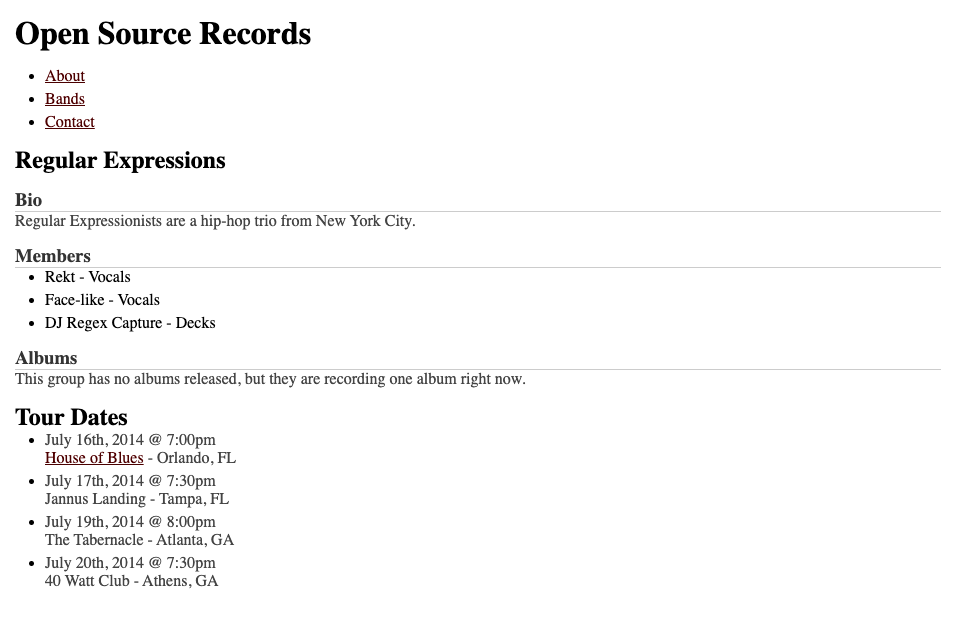 Open Source Records
About
Bands
Contact
Regular Expressions
Bio
Regular Expressionists are a hip-hop trio from New York City.
Members
Rekt - Vocals
Face-like - Vocals
DJ Regex Capture - Decks
Albums
This group has no albums released, but they are recording one album right now.
Tour Dates
July 16th, 2014 @ 7:00pm
House of Blues - Orlando, FL
July 17th, 2014 @ 7:30pm
Jannus Landing - Tampa, FL
July 19th, 2014 @ 8:00pm
The Tabernacle - Atlanta, GA
July 20th, 2014 @ 7:30pm
40 Watt Club - Athens, GA